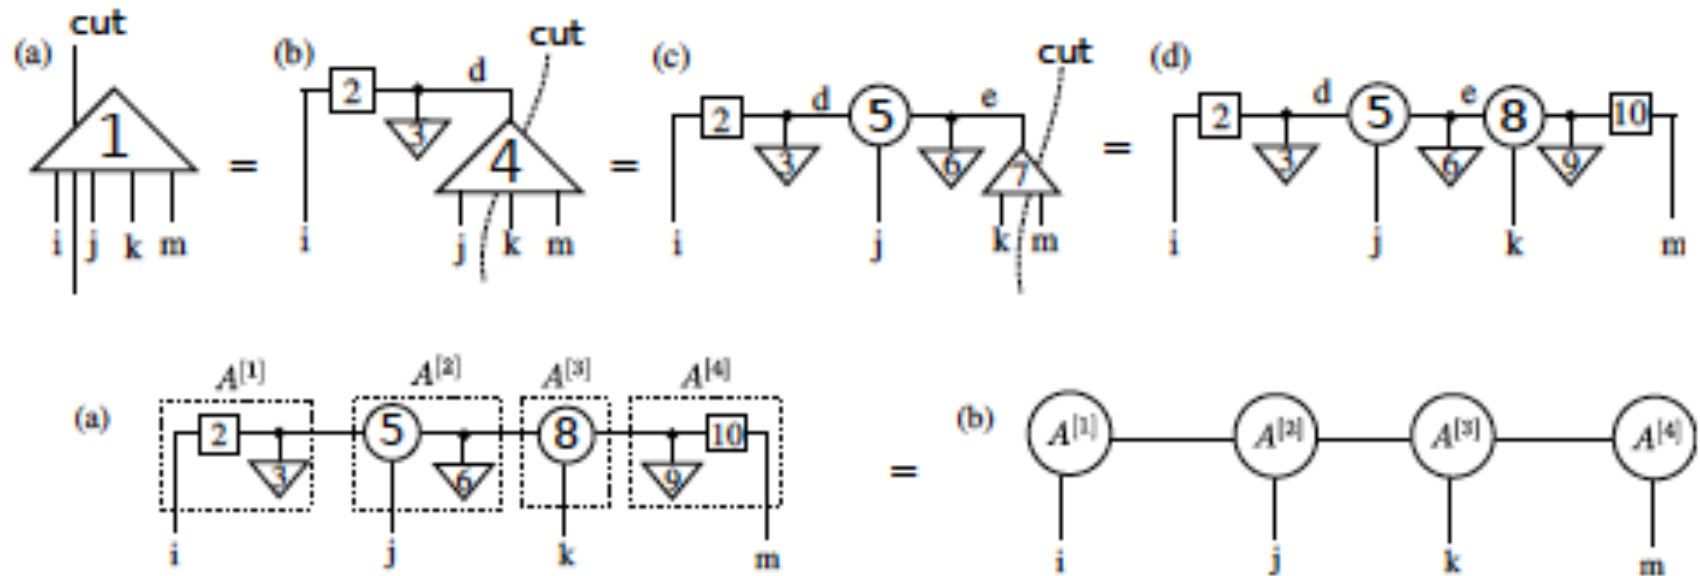 cut
(a) 1 i j k m
=
(b) 2 3 d cut 4 i j k m
=
(c) 2 3 d 5 e 6 cut 7 i j k m
=
(d) 2 3 d 5 e 6 8 9 10 i j k m
A[1] A[2] A[3] A[4]
(a) 2 3 5 6 8 9 10
i j k m
=
(b) A[1] A[2] A[3] A[4]
i j k m